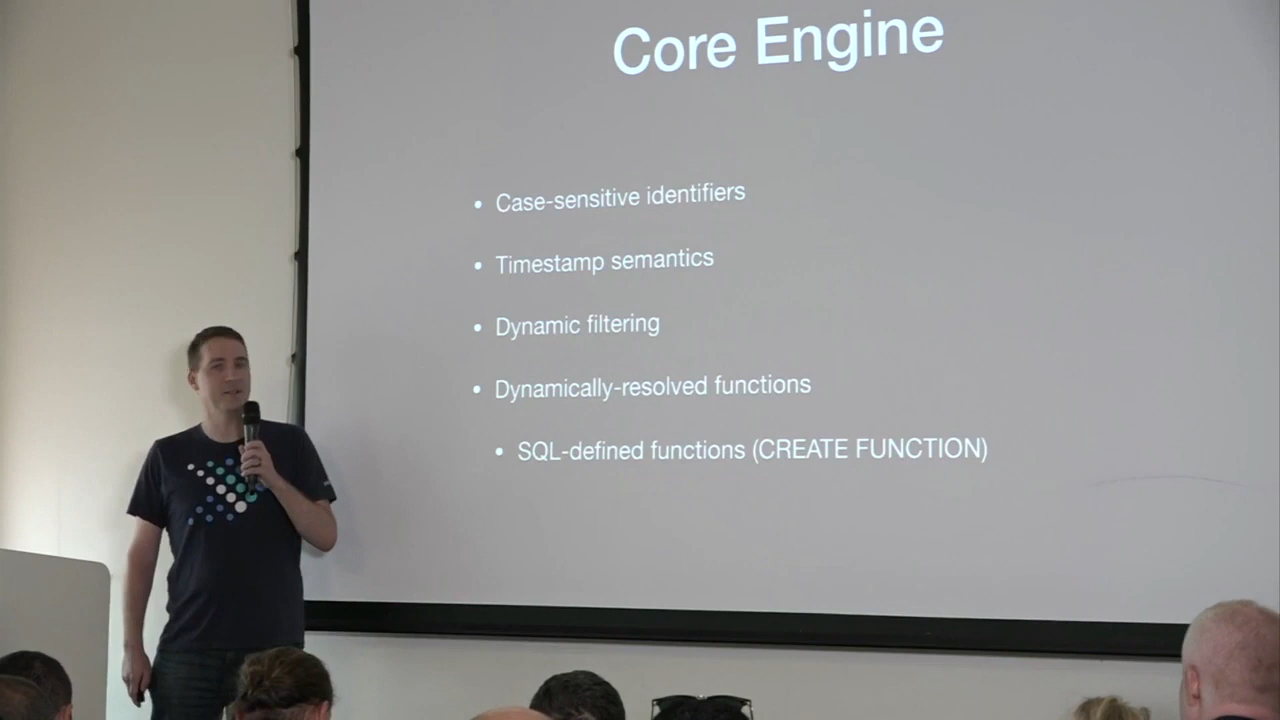 Core Engine
• Case-sensitive identifiers
• Timestamp semantics
• Dynamic filtering
• Dynamically-resolved functions
• SQL-defined functions (CREATE FUNCTION)